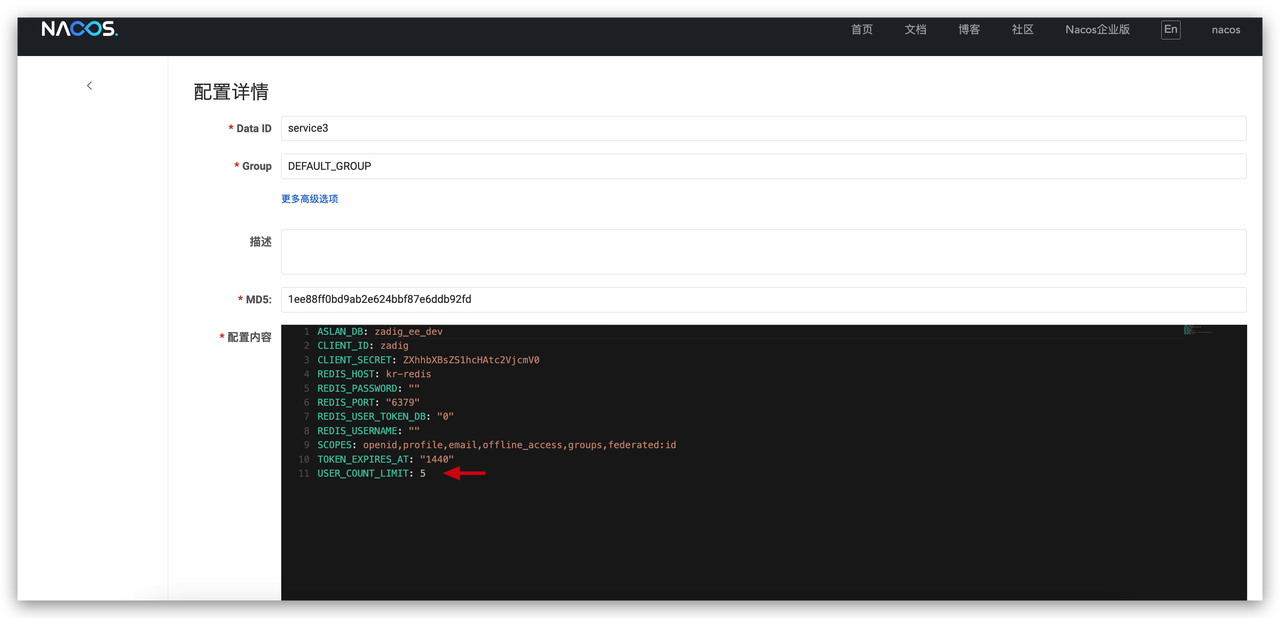 NACOS.
首页 文档 博客 社区 Nacos企业版 En nacos
配置详情
* Data ID service3
* Group DEFAULT_GROUP
更多高级选项
描述
* MD5: 1ee88ff0bd9ab2e624bbf87e6ddb92fd
* 配置内容
1 ASLAN_DB: zadig_ee_dev
2 CLIENT_ID: zadig
3 CLIENT_SECRET: ZXhhbXBsZS1hcHAtc2VjcmV0
4 REDIS_HOST: kr-redis
5 REDIS_PASSWORD: ""
6 REDIS_PORT: "6379"
7 REDIS_USER_TOKEN_DB: "0"
8 REDIS_USERNAME: ""
9 SCOPES: openid,profile,email,offline_access,groups,federated:id
10 TOKEN_EXPIRES_AT: "1440"
11 USER_COUNT_LIMIT: 5